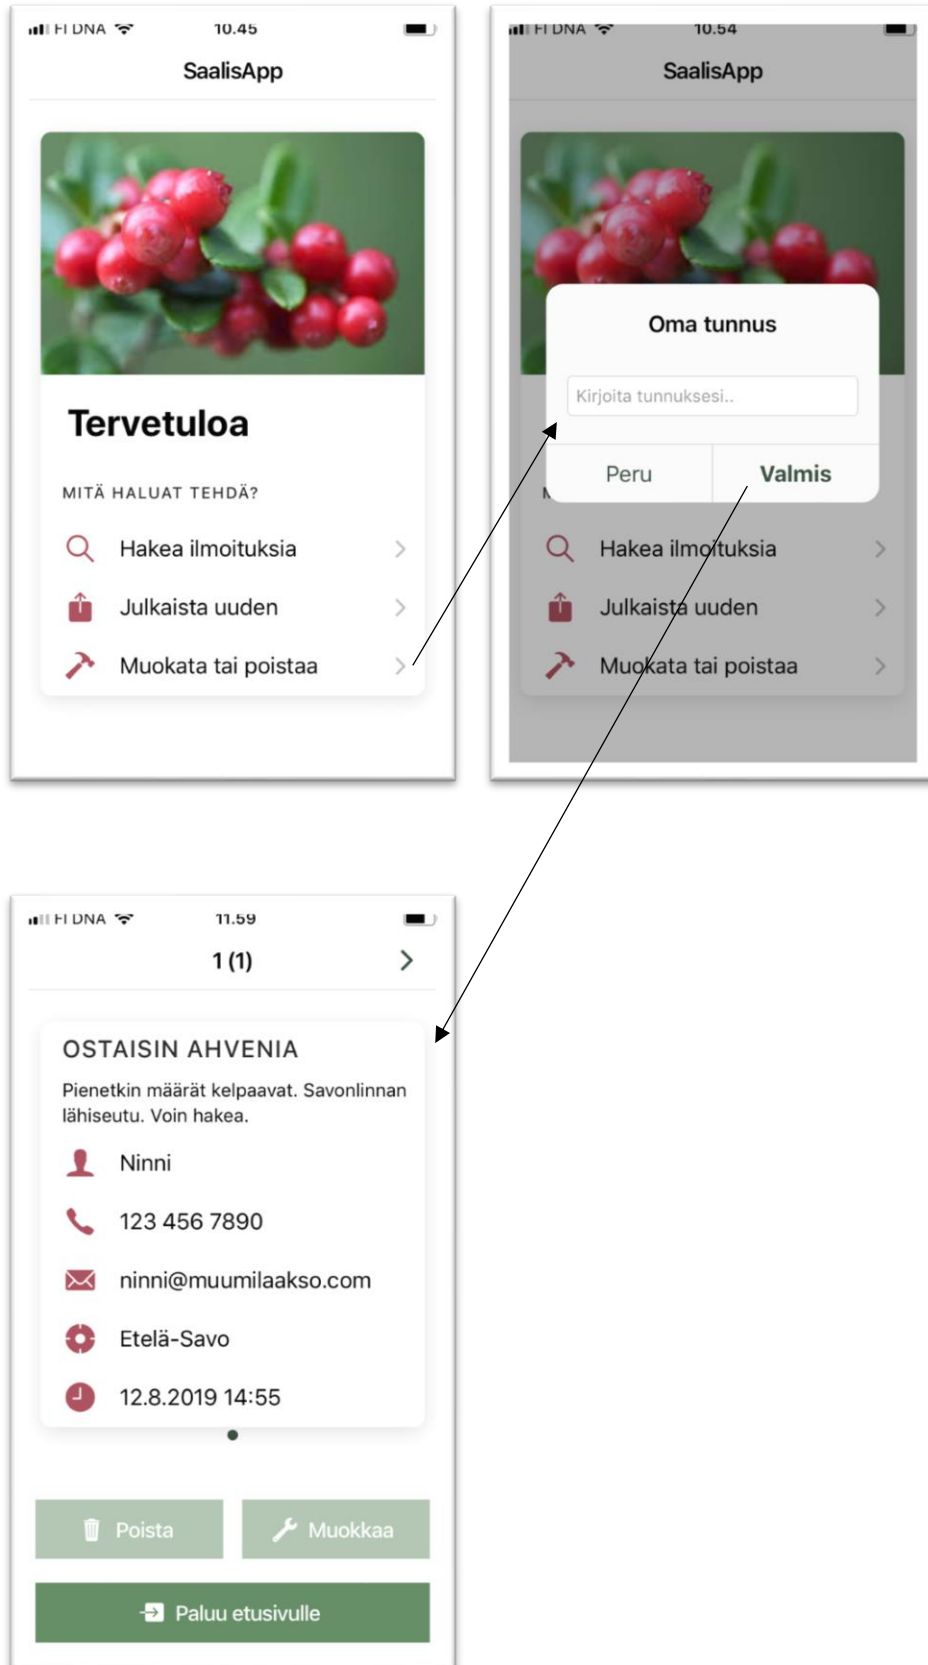 FI DNA
10.45
SaalisApp
Tervetuloa
MITÄ HALUAT TEHDÄ?
Hakea ilmoituksia
Julkaista uuden
Muokata tai poistaa
FI DNA
10.54
SaalisApp
Oma tunnus
Kirjoita tunnuksesi..
Peru
Valmis
M
Hakea ilmoituksia
Julkaista uuden
Muokata tai poistaa
FI DNA
11.59
1 (1)
OSTAISIN AHVENIA
Pienetkin määrät kelpaavat. Savonlinnan
lähiseutu. Voin hakea.
Ninni
123 456 7890
ninni@muumilaakso.com
Etelä-Savo
12.8.2019 14:55
Poista
Muokkaa
Paluu etusivulle